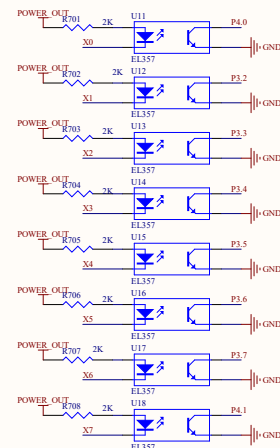 U11
POWER_OUT R701 2K P4.0
X0 GND
EL357
U12
POWER_OUT R702 2K P3.2
X1 GND
EL357
U13
POWER_OUT R703 2K P3.3
X2 GND
EL357
U14
POWER_OUT R704 2K P3.4
X3 GND
EL357
U15
POWER_OUT R705 2K P3.5
X4 GND
EL357
U16
POWER_OUT R706 2K P3.6
X5 GND
EL357
U17
POWER_OUT R707 2K P3.7
X6 GND
EL357
U18
POWER_OUT R708 2K P4.1
X7 GND
EL357